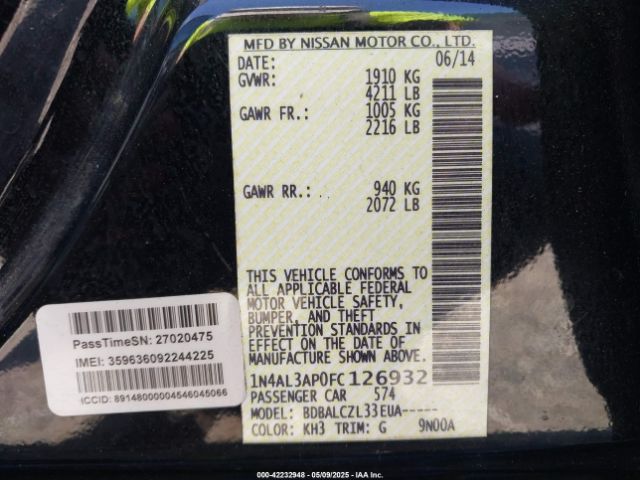 MFD BY NISSAN MOTOR CO., LTD.
DATE: 06/14
GVWR: 1910 KG
4211 LB
GAWR FR.: 1005 KG
2216 LB
GAWR RR.: 940 KG
2072 LB
THIS VEHICLE CONFORMS TO
ALL APPLICABLE FEDERAL
MOTOR VEHICLE SAFETY,
BUMPER, AND THEFT
PREVENTION STANDARDS IN
EFFECT ON THE DATE OF
MANUFACTURE SHOWN ABOVE.
1N4AL3AP0FC126932
PASSENGER CAR 574
MODEL: BDBALCZL33EUA-----
COLOR: KH3 TRIM: G 9N00A
PassTimeSN: 27020475
IMEI: 359636092244225
ICCID: 89148000004546045066
000-42232948 - 05/09/2025 - IAA Inc.